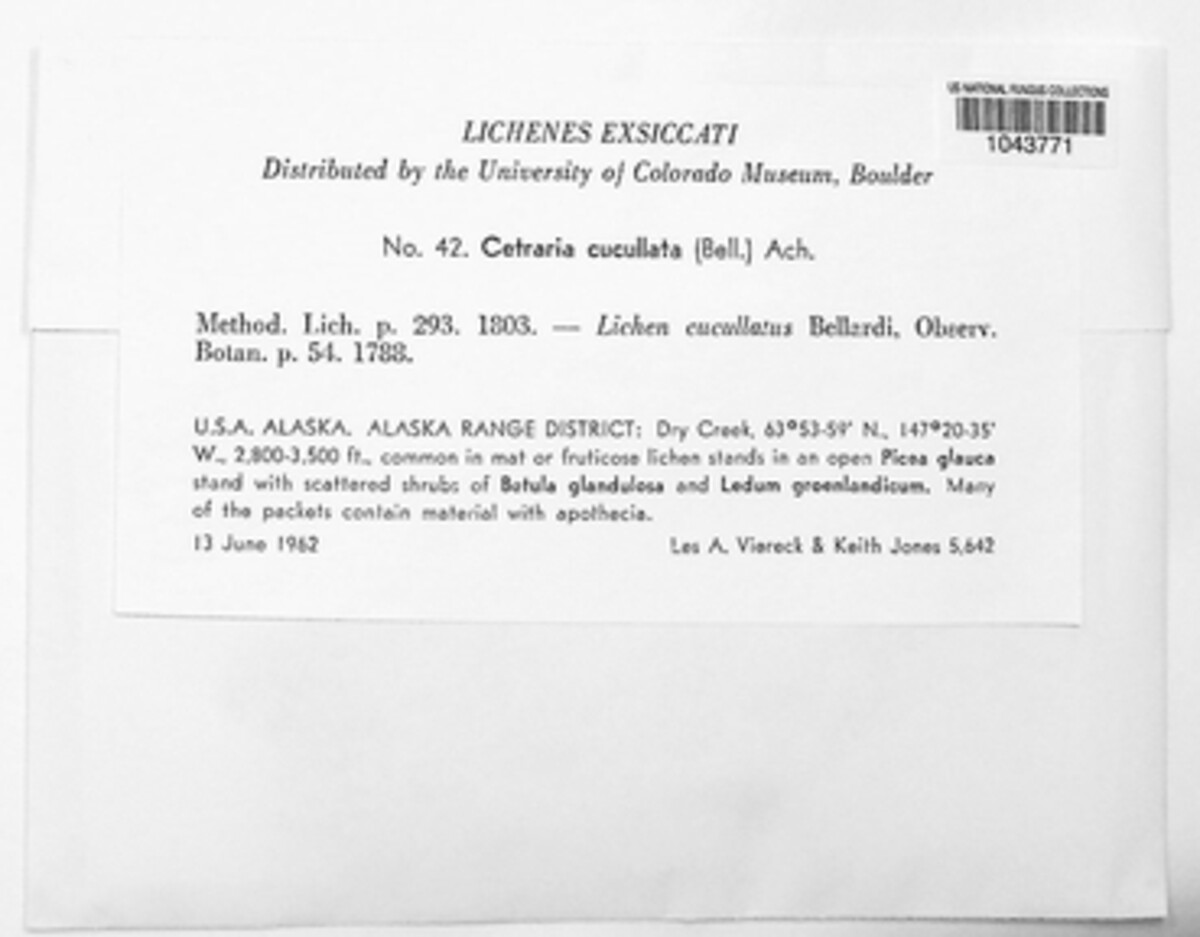 US NATIONAL FUNGUS COLLECTIONS
1043771
LICHENES EXSICCATI
Distributed by the University of Colorado Museum, Boulder
No. 42. Cetraria cucullata (Bell.) Ach.
Method. Lich. p. 293. 1803. — Lichen cucullatus Bellardi, Observ.
Botan. p. 54. 1788.
U.S.A. ALASKA. ALASKA RANGE DISTRICT: Dry Creek, 63°53-59' N., 147°20-35'
W., 2,800-3,500 ft., common in mat or fruticose lichen stands in an open Picea glauca
stand with scattered shrubs of Betula glandulosa and Ledum groenlandicum. Many
of the packets contain material with apothecia.
13 June 1962 Les A. Viereck & Keith Jones 5,642